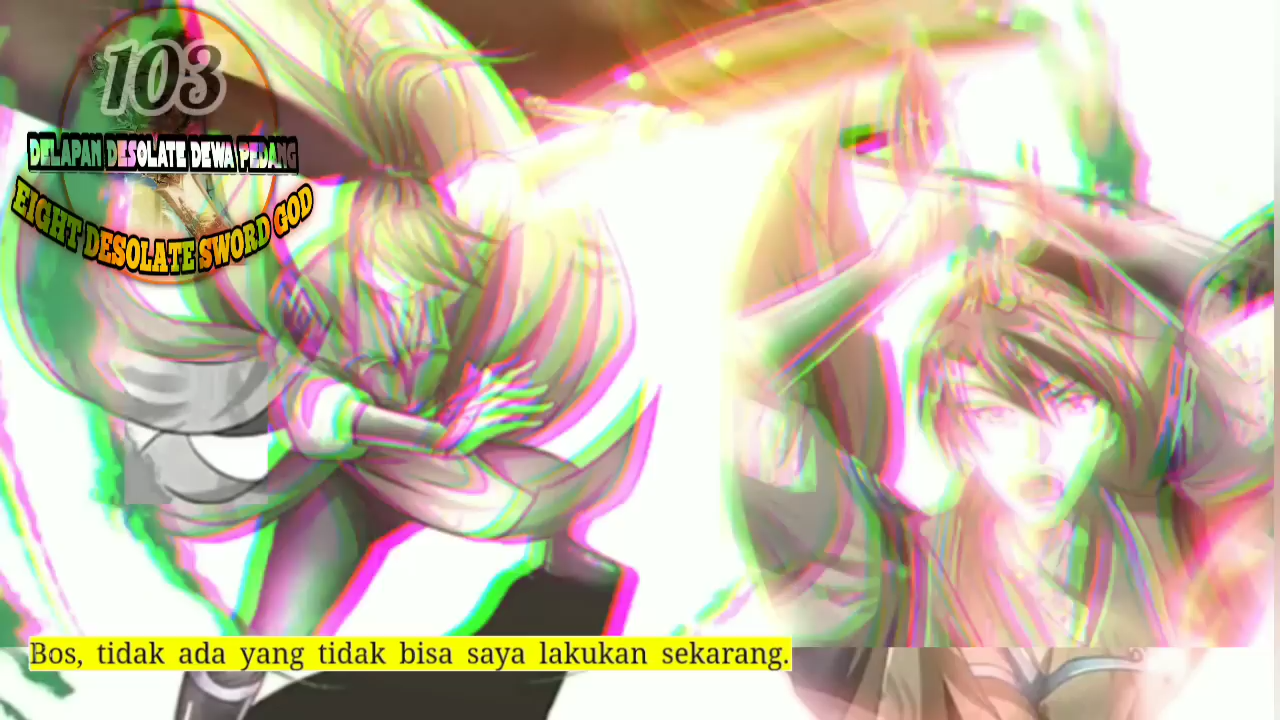 103
DELAPAN DESOLATE DEWA PEDANG
EIGHT DESOLATE SWORD GOD
Bos, tidak ada yang tidak bisa saya lakukan sekarang.